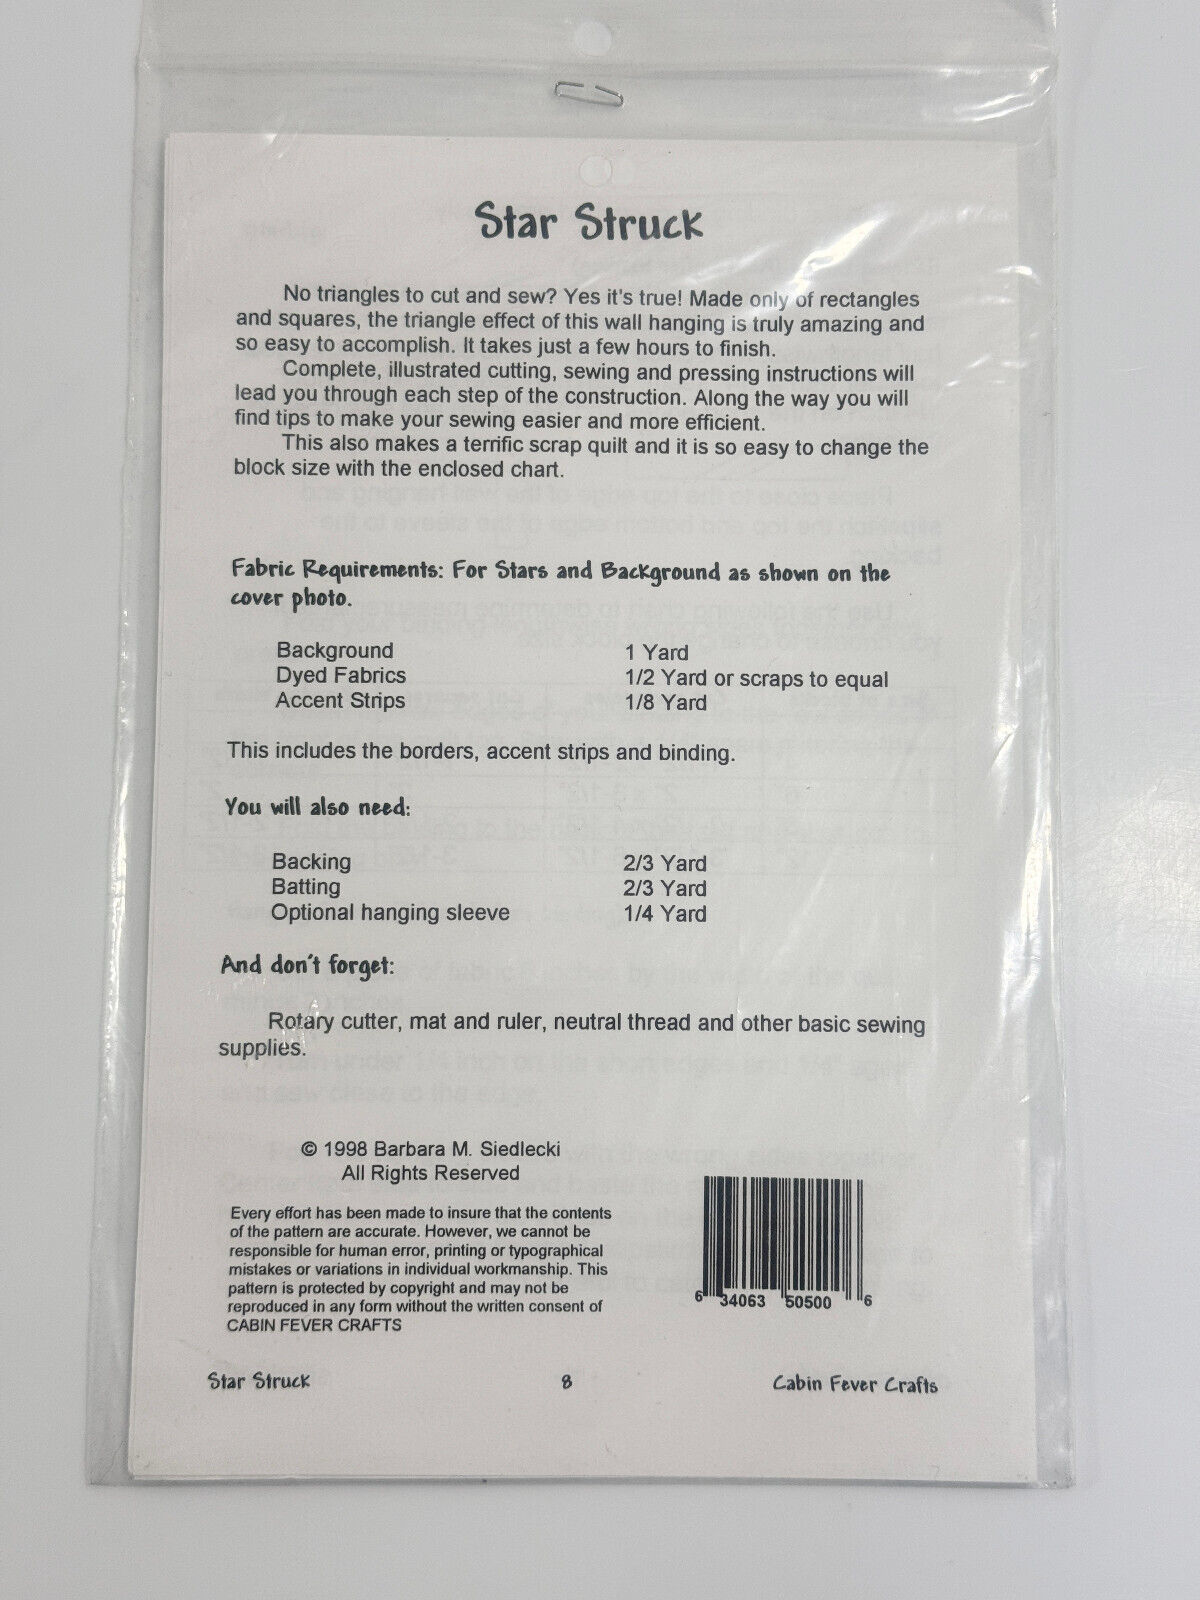 Star Struck
No triangles to cut and sew? Yes it's true! Made only of rectangles
and squares, the triangle effect of this wall hanging is truly amazing and
so easy to accomplish. It takes just a few hours to finish.
Complete, illustrated cutting, sewing and pressing instructions will
lead you through each step of the construction. Along the way you will
find tips to make your sewing easier and more efficient.
This also makes a terrific scrap quilt and it is so easy to change the
block size with the enclosed chart.
Fabric Requirements: For Stars and Background as shown on the
cover photo.
Background 1 Yard
Dyed Fabrics 1/2 Yard or scraps to equal
Accent Strips 1/8 Yard
This includes the borders, accent strips and binding.
You will also need:
Backing 2/3 Yard
Batting 2/3 Yard
Optional hanging sleeve 1/4 Yard
And don't forget:
Rotary cutter, mat and ruler, neutral thread and other basic sewing
supplies.
© 1998 Barbara M. Siedlecki
All Rights Reserved
Every effort has been made to insure that the contents
of the pattern are accurate. However, we cannot be
responsible for human error, printing or typographical
mistakes or variations in individual workmanship. This
pattern is protected by copyright and may not be
reproduced in any form without the written consent of
CABIN FEVER CRAFTS
6 34063 50500 6
Star Struck 8 Cabin Fever Crafts